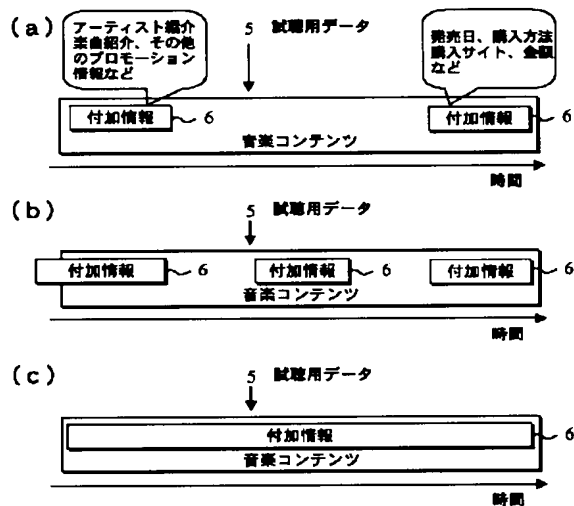 (a)
アーティスト紹介
楽曲紹介、その他
のプロモーション
情報など
5 試聴用データ
発売日、購入方法
購入サイト、金額
など
付加情報 6
付加情報 6
音楽コンテンツ
時間
(b)
5 試聴用データ
付加情報 6
付加情報 6
付加情報 6
音楽コンテンツ
時間
(c)
5 試聴用データ
付加情報 6
音楽コンテンツ
時間